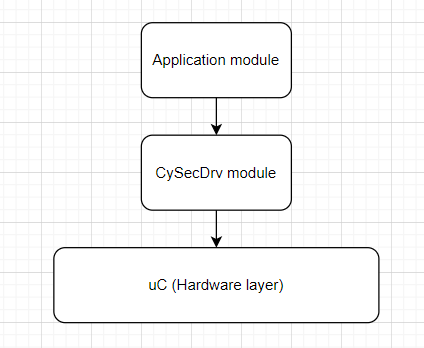 Application module
CySecDrv module
uC (Hardware layer)